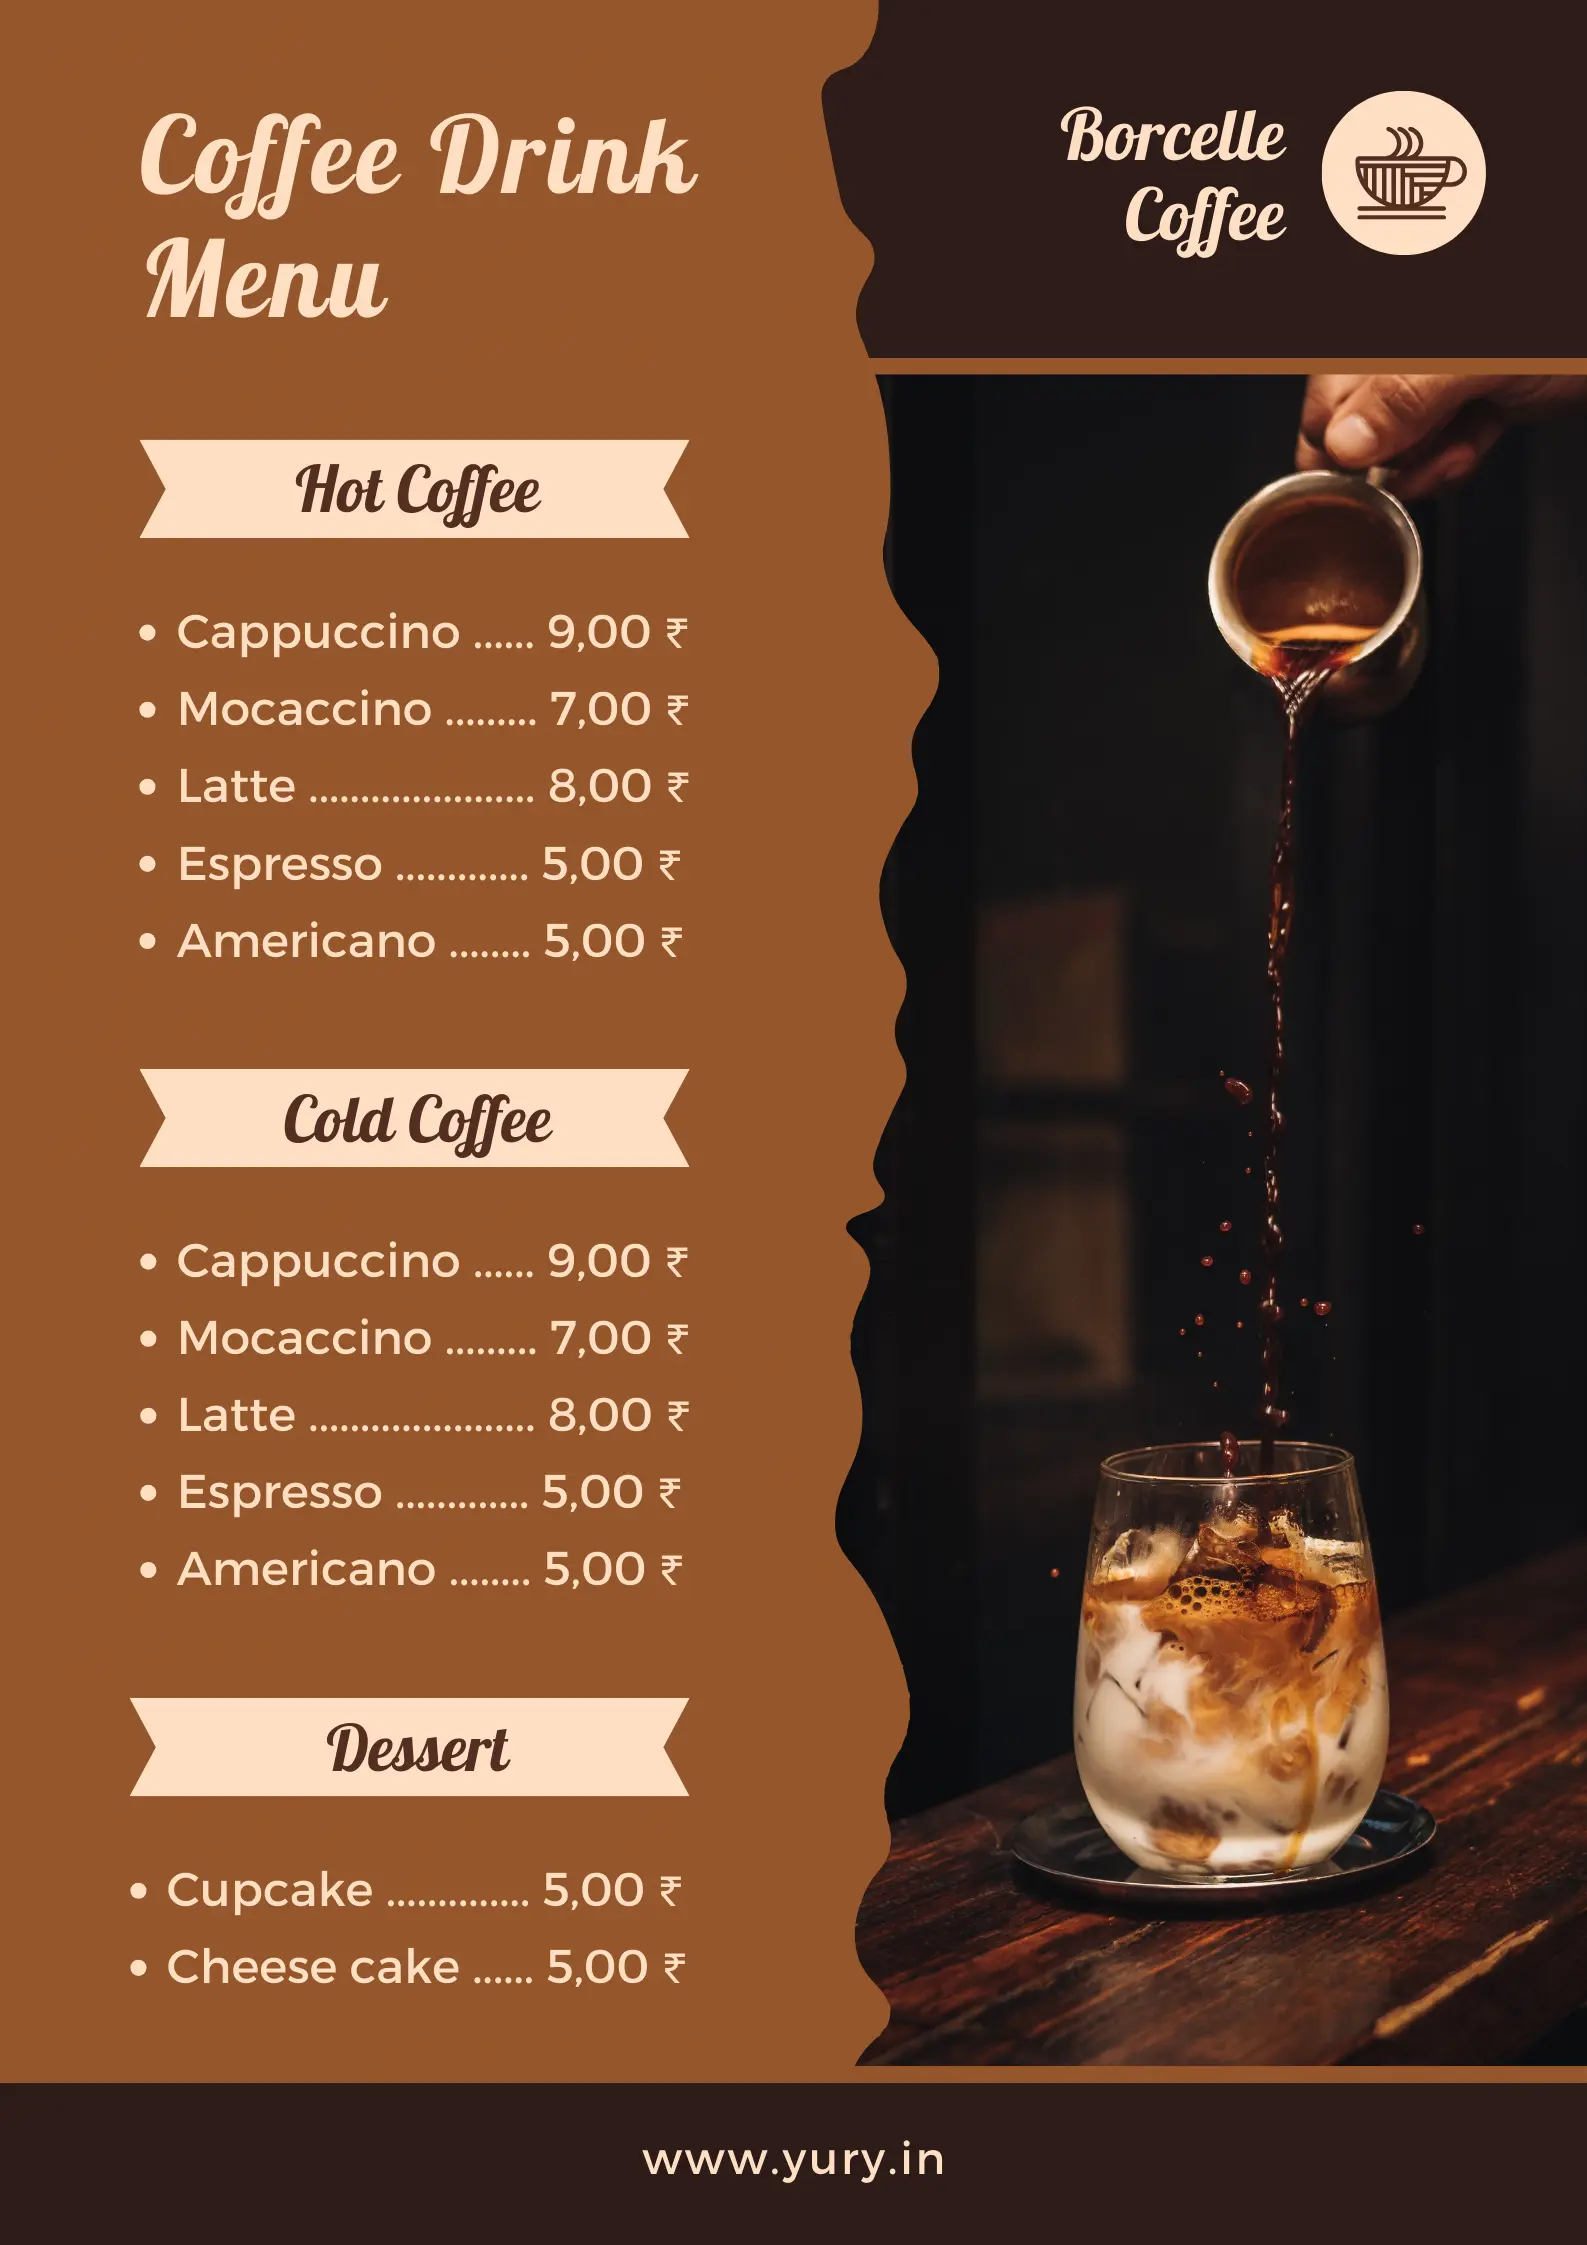 Coffee Drink
Menu
Borcelle
Coffee
Hot Coffee
• Cappuccino ...... 9,00 ₹
• Mocaccino ......... 7,00 ₹
• Latte ...................... 8,00 ₹
• Espresso ............. 5,00 ₹
• Americano ........ 5,00 ₹
Cold Coffee
• Cappuccino ...... 9,00 ₹
• Mocaccino ......... 7,00 ₹
• Latte ...................... 8,00 ₹
• Espresso ............. 5,00 ₹
• Americano ........ 5,00 ₹
Dessert
• Cupcake .............. 5,00 ₹
• Cheese cake ...... 5,00 ₹
www.yury.in